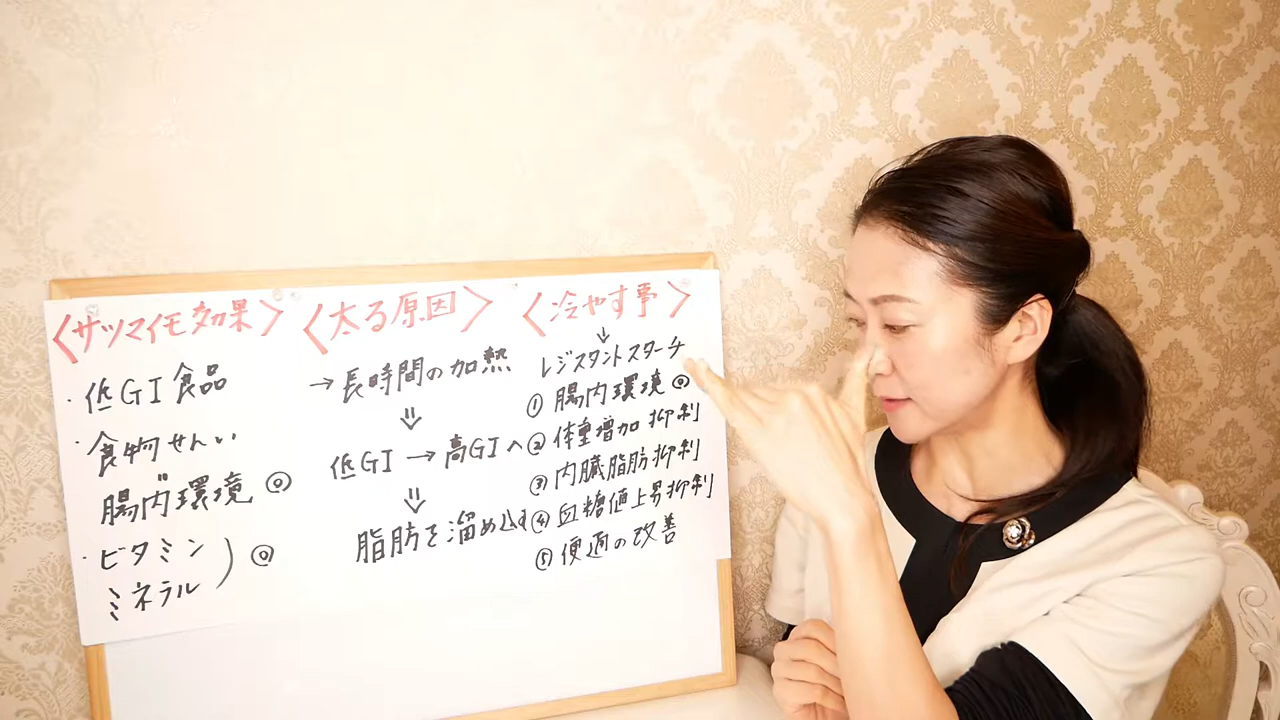 〈サツマイモ効果〉
・低GI食品
・食物せんい
〃
腸内環境◎
・ビタミン
ミネラル）◎
〈太る原因〉
→長時間の加熱
⇓
低GI→高GIへ
⇓
脂肪を溜め込む
〈冷やす事〉
↓
レジスタントスターチ
①腸内環境◎
②体重増加抑制
③内臓脂肪抑制
④血糖値上昇抑制
⑤便通の改善